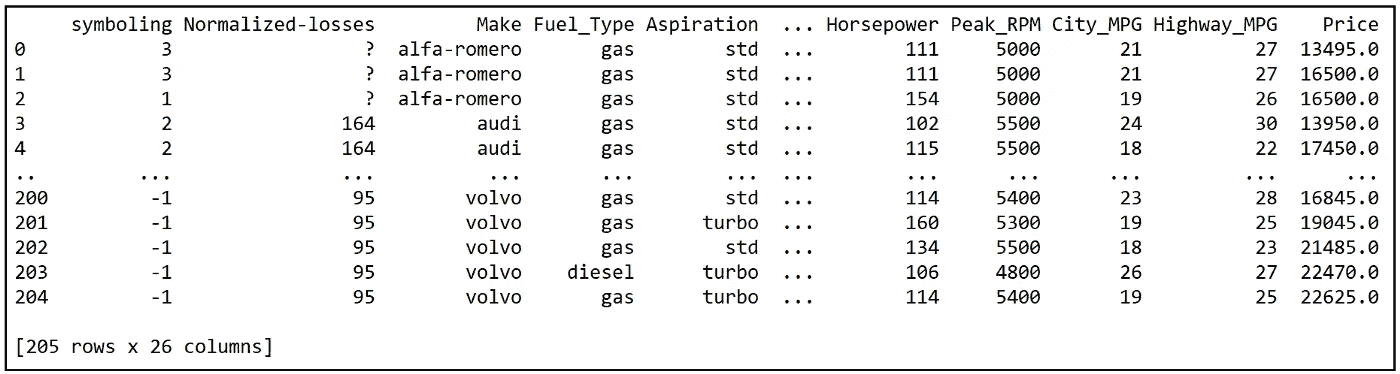 symboling Normalized-losses Make Fuel_Type Aspiration ... Horsepower Peak_RPM City_MPG Highway_MPG Price
0 3 ? alfa-romero gas std ... 111 5000 21 27 13495.0
1 3 ? alfa-romero gas std ... 111 5000 21 27 16500.0
2 1 ? alfa-romero gas std ... 154 5000 19 26 16500.0
3 2 164 audi gas std ... 102 5500 24 30 13950.0
4 2 164 audi gas std ... 115 5500 18 22 17450.0
.. ... ... ... ... ... ... ... ... ... ... ...
200 -1 95 volvo gas std ... 114 5400 23 28 16845.0
201 -1 95 volvo gas turbo ... 160 5300 19 25 19045.0
202 -1 95 volvo gas std ... 134 5500 18 23 21485.0
203 -1 95 volvo diesel turbo ... 106 4800 26 27 22470.0
204 -1 95 volvo gas turbo ... 114 5400 19 25 22625.0
[205 rows x 26 columns]